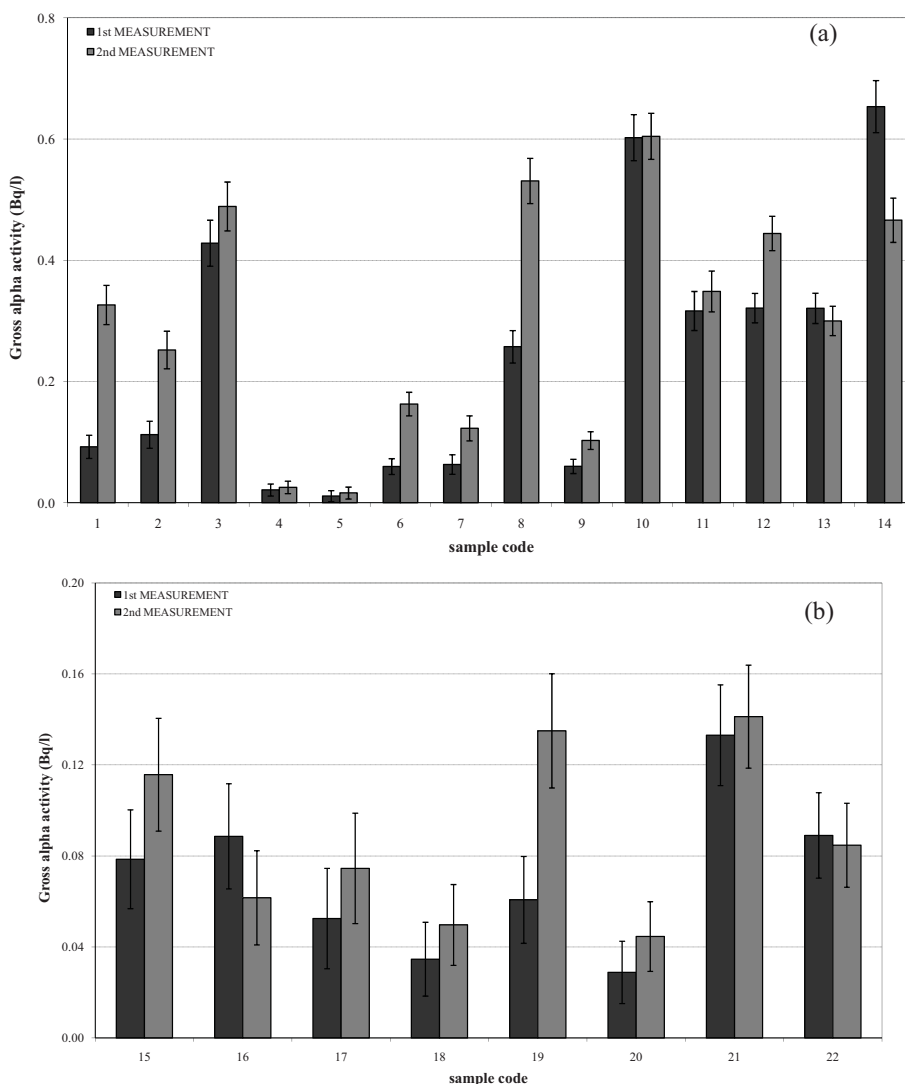 0.8
1st MEASUREMENT
(a)
2nd MEASUREMENT
0.6
0.4
0.2
0.0
Gross alpha activity (Bq/l)
1 2 3 4 5 6 7 8 9 10 11 12 13 14
sample code
0.20
1st MEASUREMENT
(b)
2nd MEASUREMENT
0.16
0.12
0.08
0.04
0.00
Gross alpha activity (Bq/l)
15 16 17 18 19 20 21 22
sample code